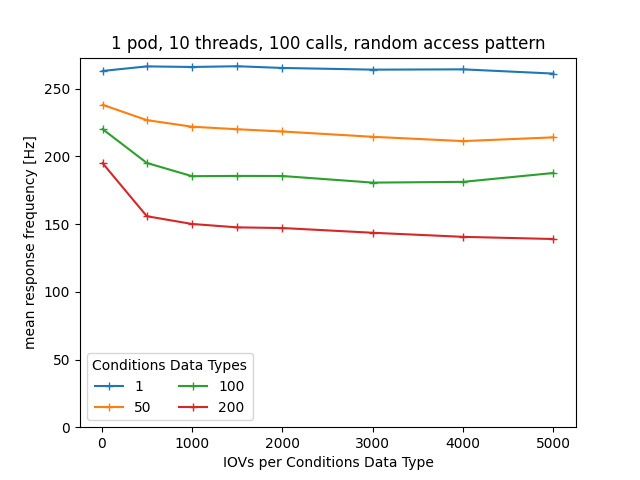 1 pod, 10 threads, 100 calls, random access pattern
mean response frequency [Hz]
250
200
150
100
50
0
Conditions Data Types
1 100
50 200
0 1000 2000 3000 4000 5000
IOVs per Conditions Data Type